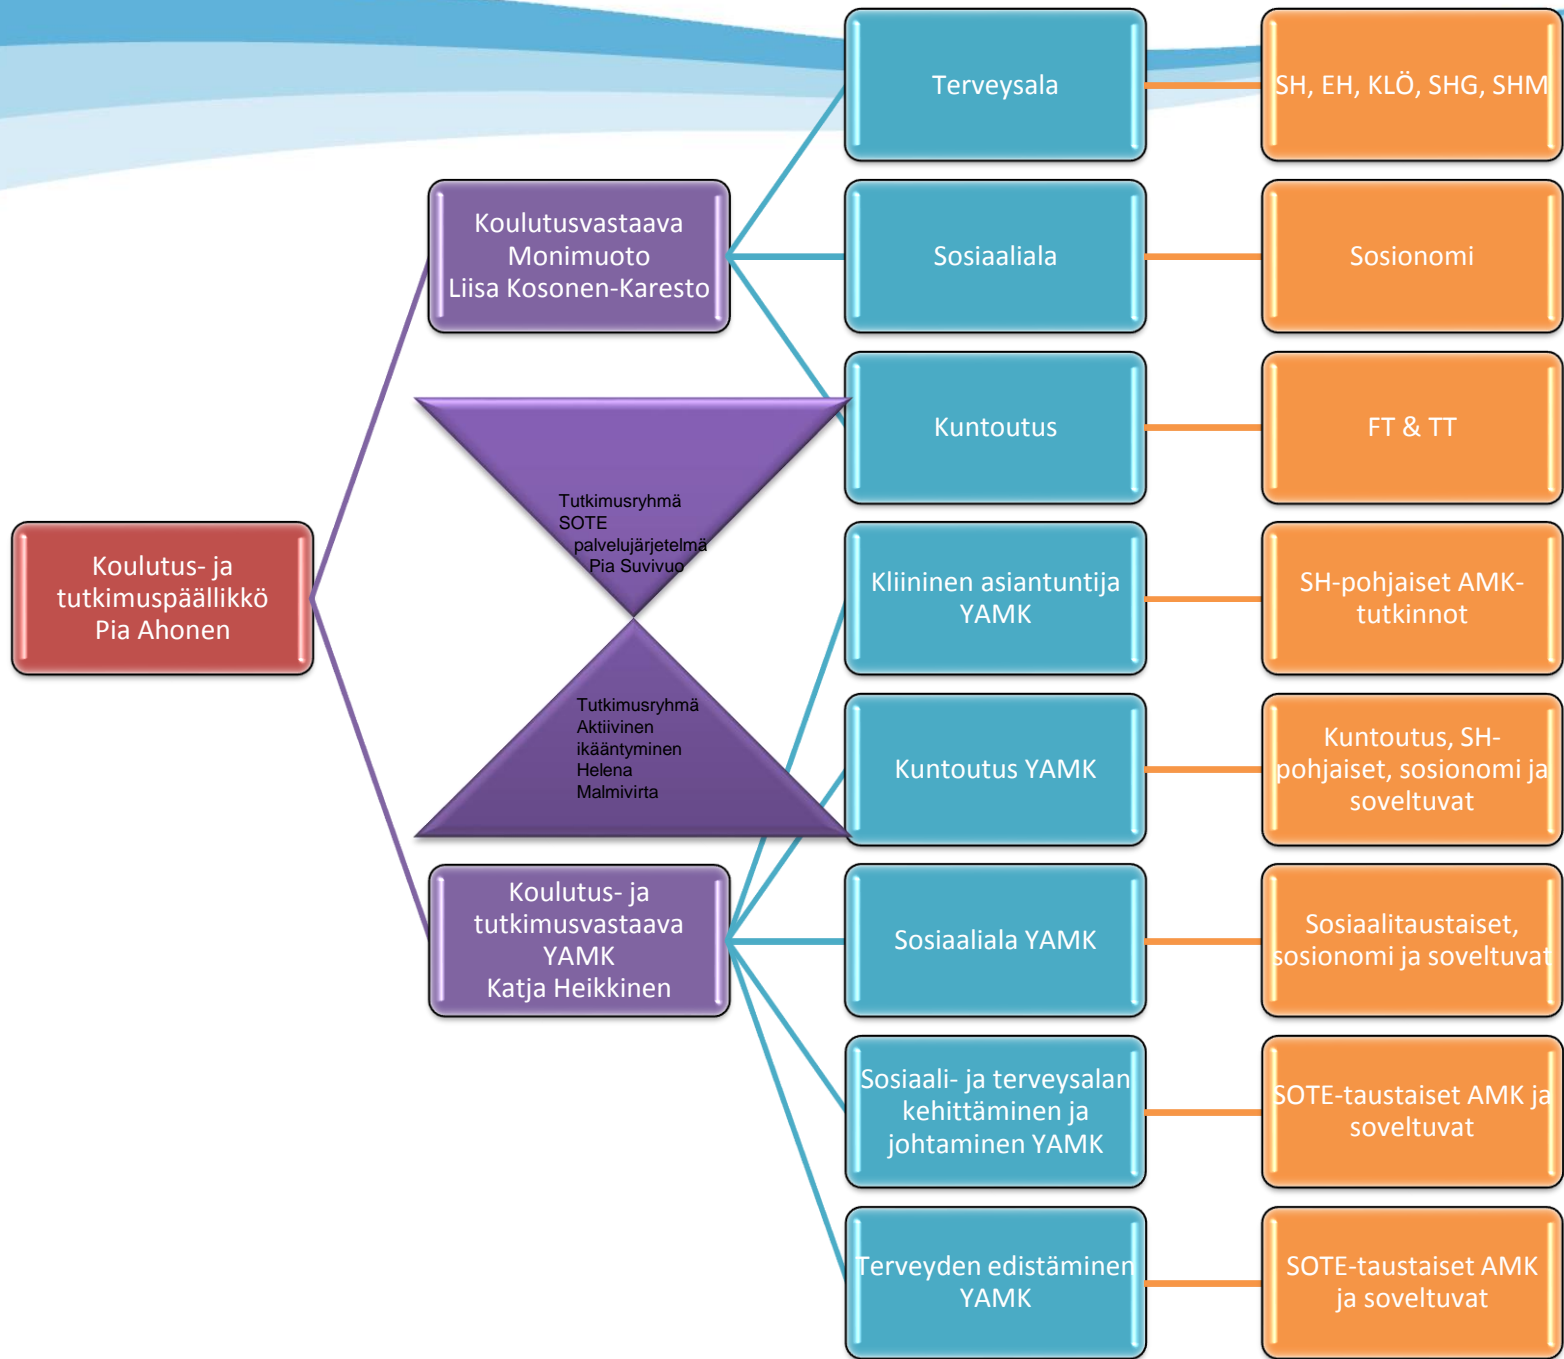 Koulutus- ja
tutkimuspäällikkö
Pia Ahonen
Koulutusvastaava
Monimuoto
Liisa Kosonen-Karesto
Terveysala
SH, EH, KLÖ, SHG, SHM
Sosiaaliala
Sosionomi
Kuntoutus
FT & TT
Tutkimusryhmä
SOTE
palvelujärjetelmä
Pia Suvivuo
Tutkimusryhmä
Aktiivinen
ikääntyminen
Helena
Malmivirta
Koulutus- ja
tutkimusvastaava
YAMK
Katja Heikkinen
Kliininen asiantuntija
YAMK
SH-pohjaiset AMK-
tutkinnot
Kuntoutus YAMK
Kuntoutus, SH-
pohjaiset, sosionomi ja
soveltuvat
Sosiaaliala YAMK
Sosiaalitaustaiset,
sosionomi ja soveltuvat
Sosiaali- ja terveysalan
kehittäminen ja
johtaminen YAMK
SOTE-taustaiset AMK ja
soveltuvat
Terveyden edistäminen
YAMK
SOTE-taustaiset AMK
ja soveltuvat